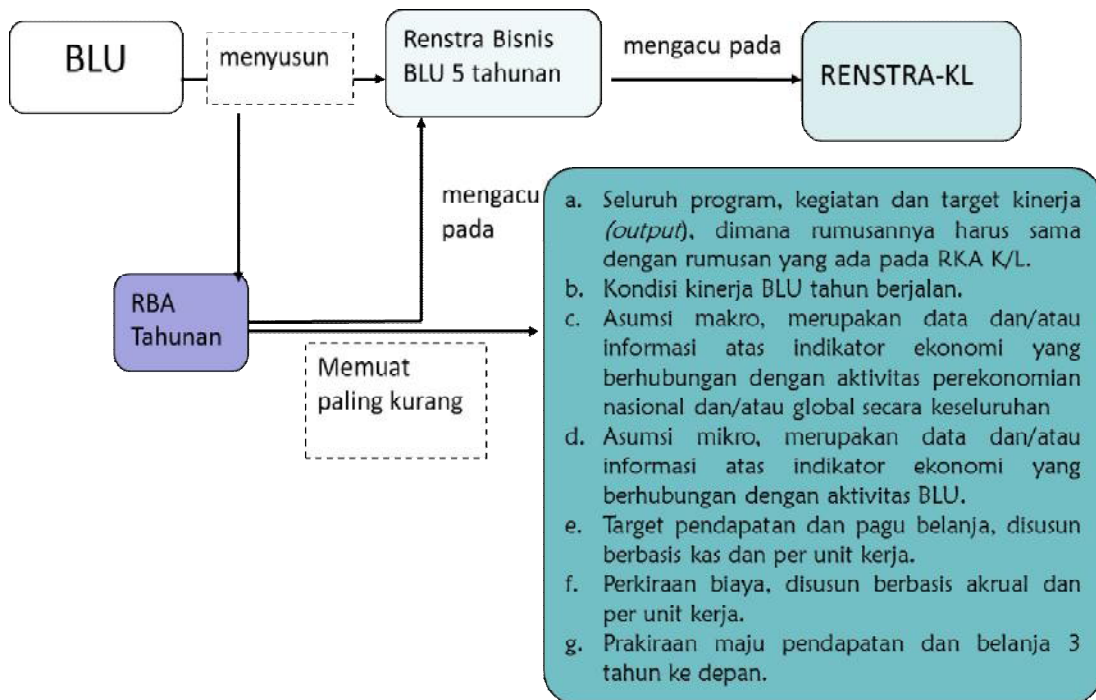 BLU
menyusun
Renstra Bisnis
BLU 5 tahunan
mengacu pada
RENSTRA-KL
mengacu
pada
RBA
Tahunan
Memuat
paling kurang
a. Seluruh program, kegiatan dan target kinerja
(output), dimana rumusannya harus sama
dengan rumusan yang ada pada RKA K/L.
b. Kondisi kinerja BLU tahun berjalan.
c. Asumsi makro, merupakan data dan/atau
informasi atas indikator ekonomi yang
berhubungan dengan aktivitas perekonomian
nasional dan/atau global secara keseluruhan
d. Asumsi mikro, merupakan data dan/atau
informasi atas indikator ekonomi yang
berhubungan dengan aktivitas BLU.
e. Target pendapatan dan pagu belanja, disusun
berbasis kas dan per unit kerja.
f. Perkiraan biaya, disusun berbasis akrual dan
per unit kerja.
g. Prakiraan maju pendapatan dan belanja 3
tahun ke depan.